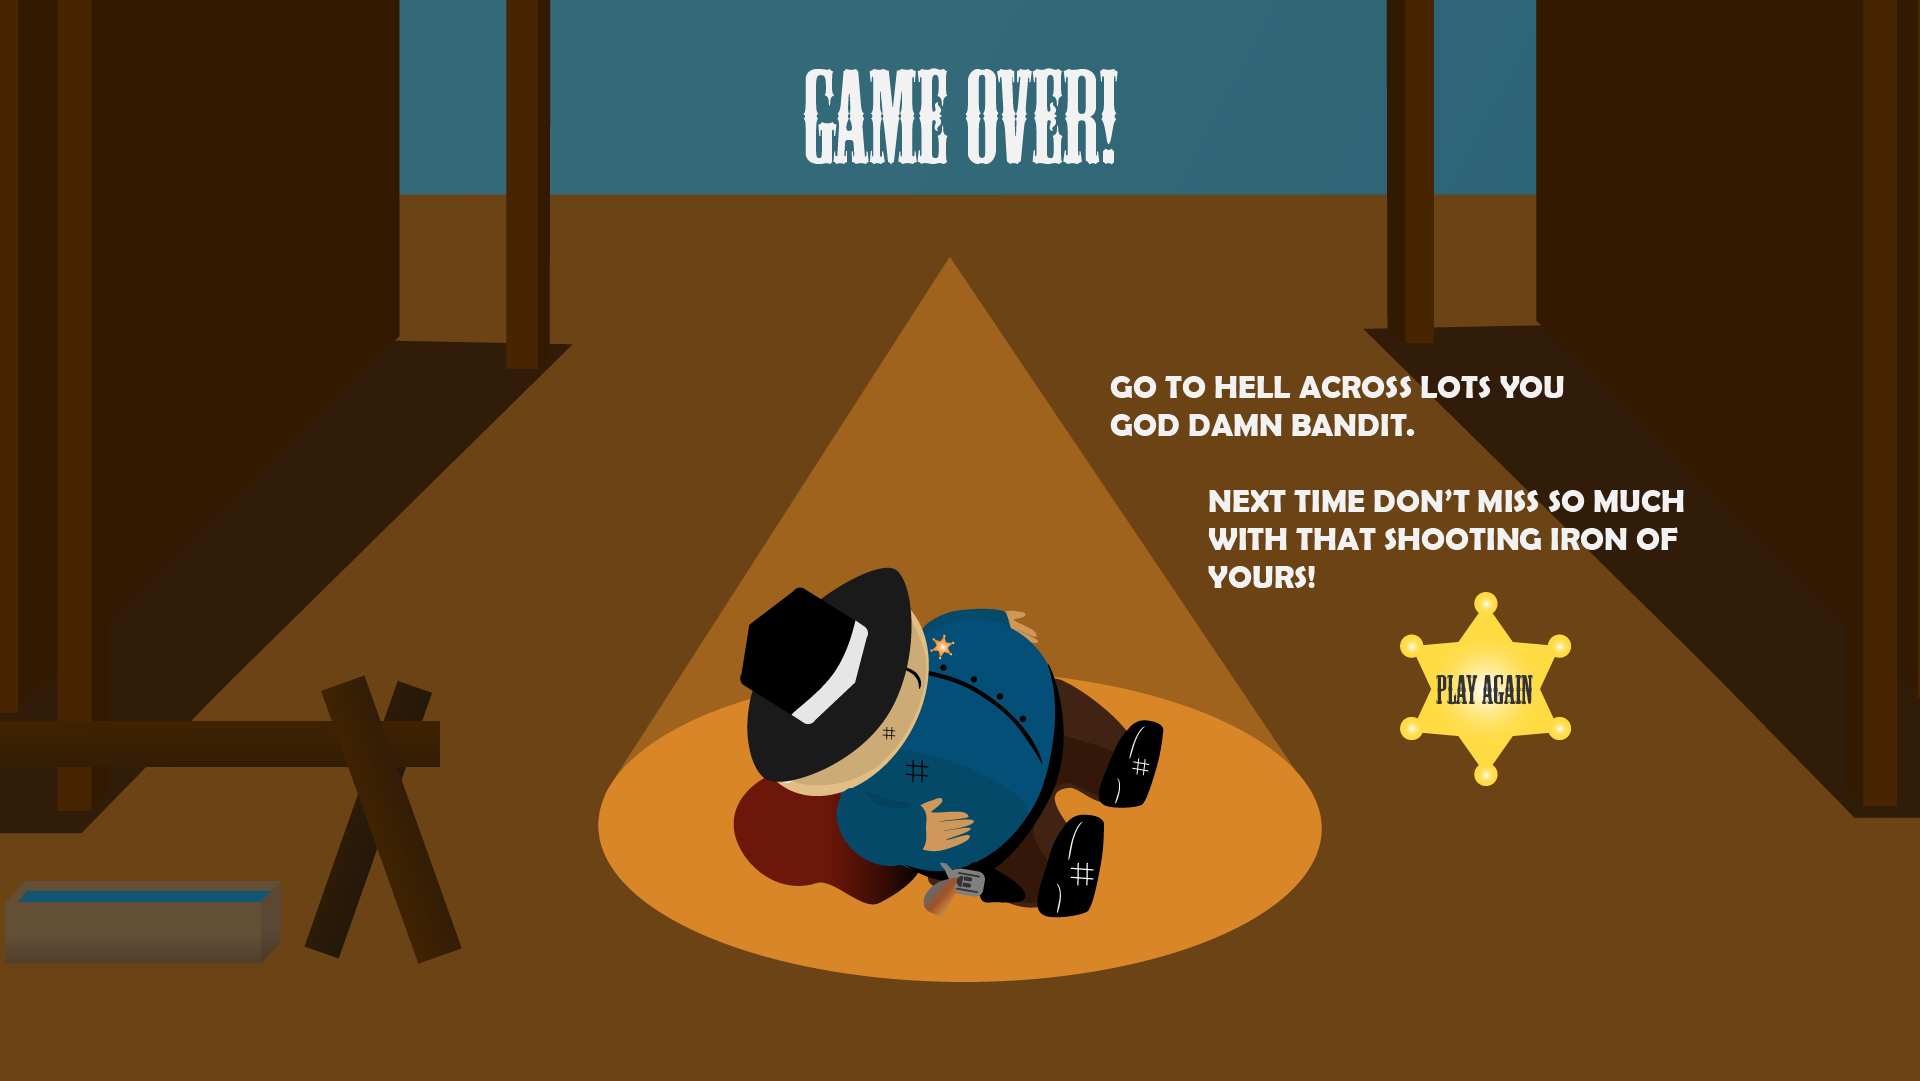 GAME OVER!
GO TO HELL ACROSS LOTS YOU
GOD DAMN BANDIT.
NEXT TIME DON'T MISS SO MUCH
WITH THAT SHOOTING IRON OF
YOURS!
PLAY AGAIN